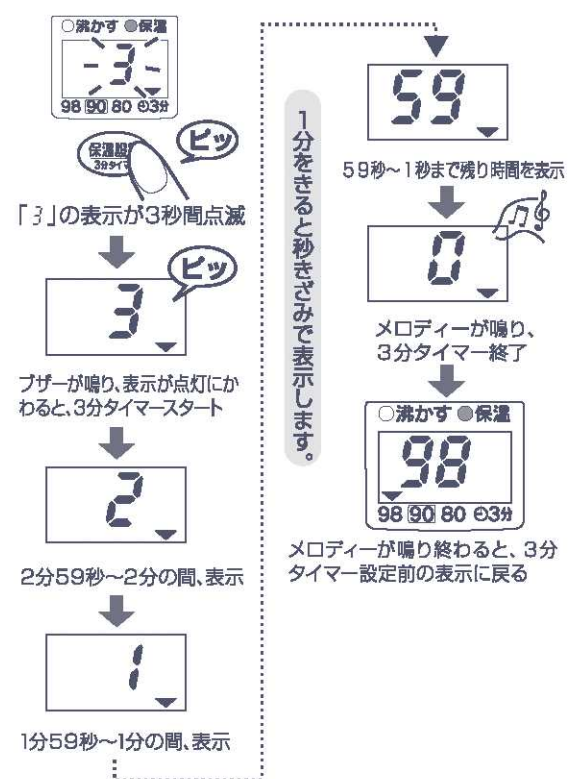 ○沸かす ●保温
3
98 90 80 ⏲3分
保温設
3分タイマ
ピッ
「3」の表示が3秒間点滅
ピッ
3
ブザーが鳴り、表示が点灯にか
わると、3分タイマースタート
2
2分59秒～2分の間、表示
1
1分59秒～1分の間、表示
1分をきると秒きざみで表示します。
59
59秒～1秒まで残り時間を表示
0
メロディーが鳴り、
3分タイマー終了
○沸かす ●保温
98
98 90 80 ⏲3分
メロディーが鳴り終わると、3分
タイマー設定前の表示に戻る